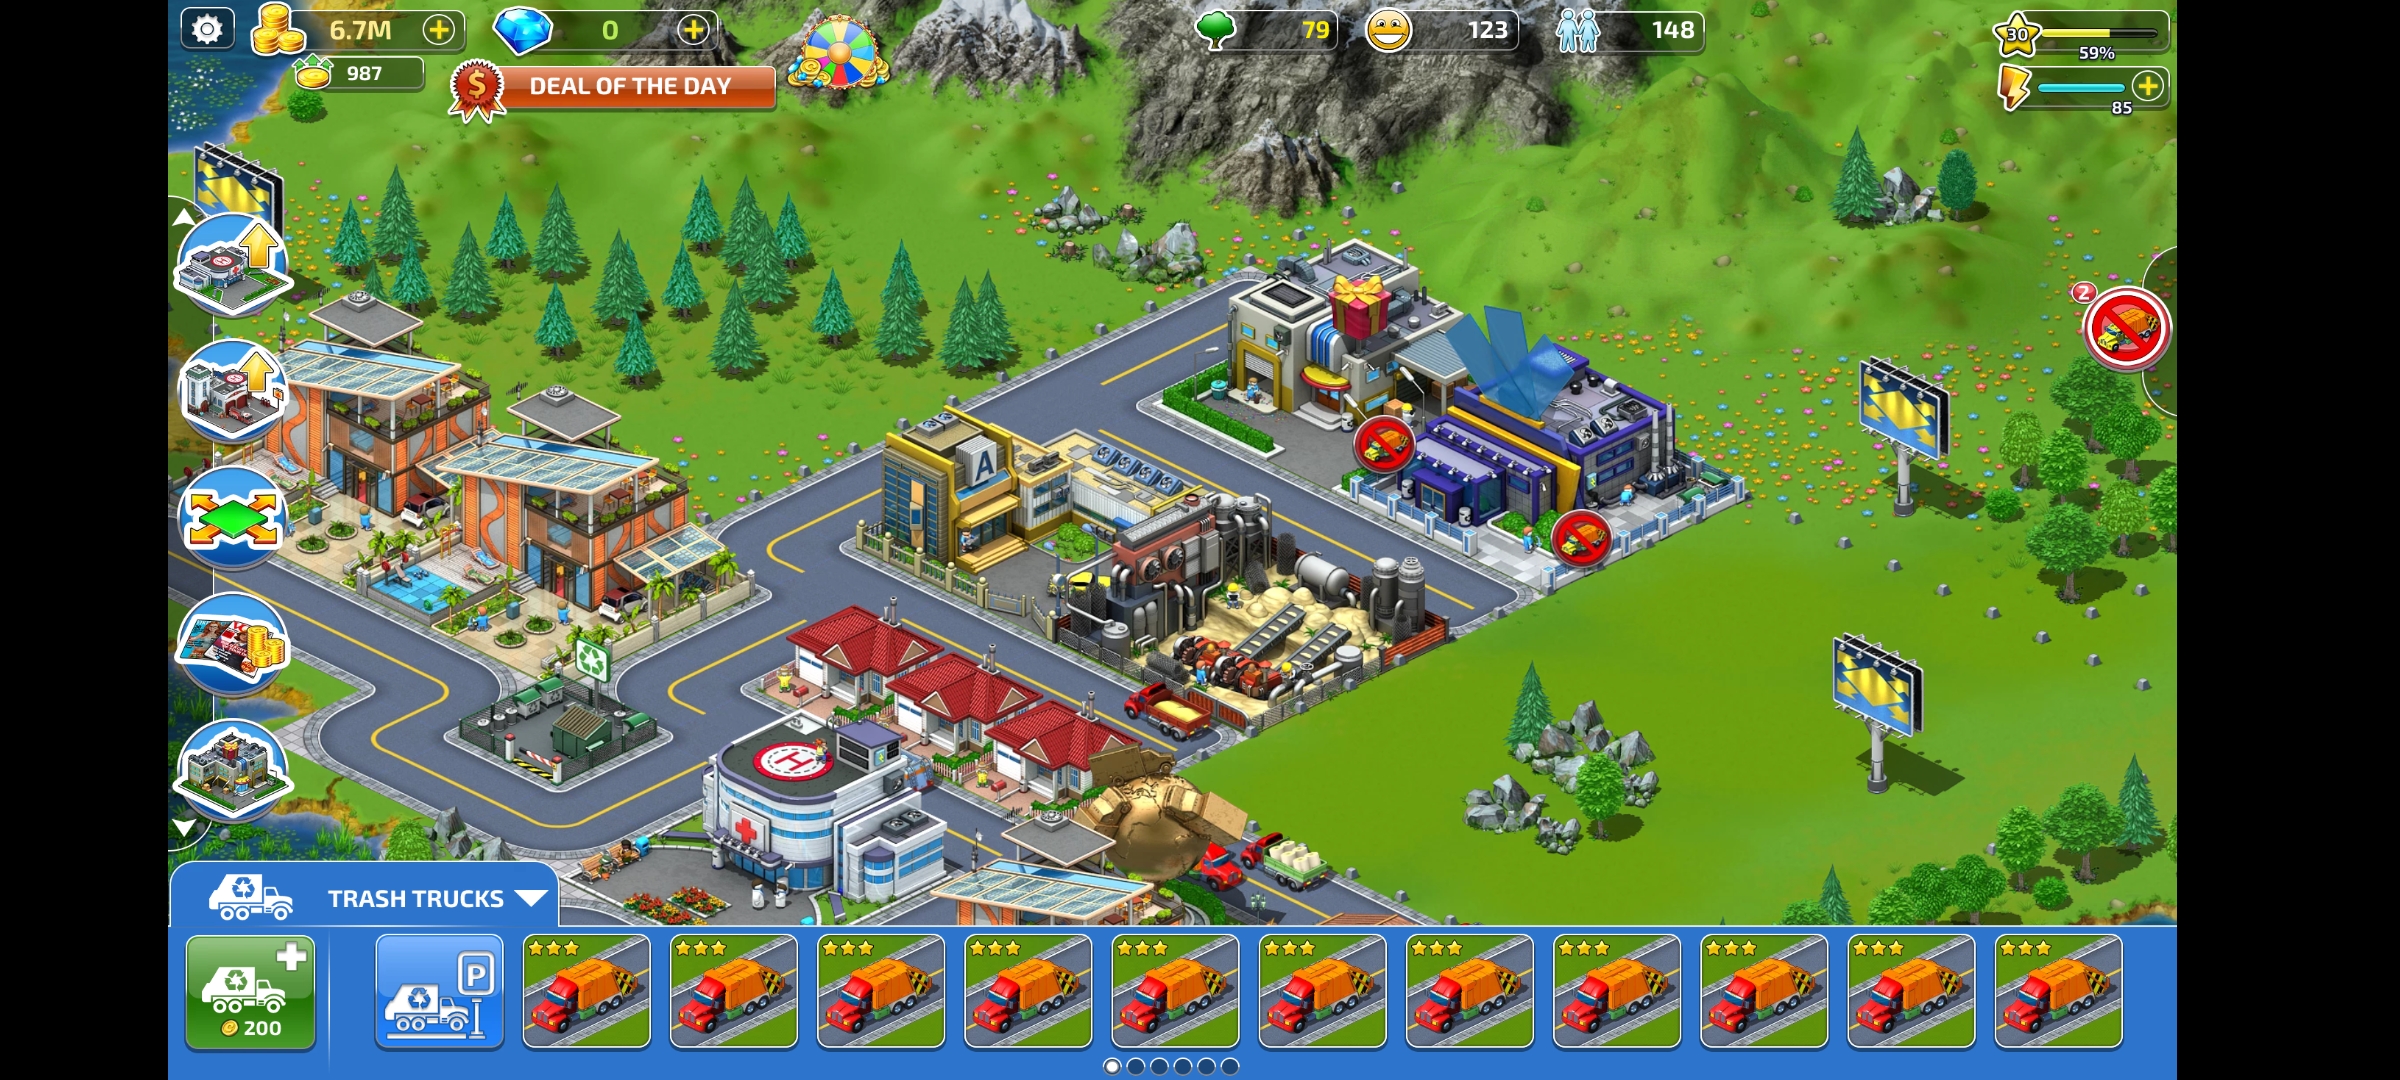 6.7M
0
79
123
148
30
59%
987
DEAL OF THE DAY
85
2
A
H
TRASH TRUCKS
P
200